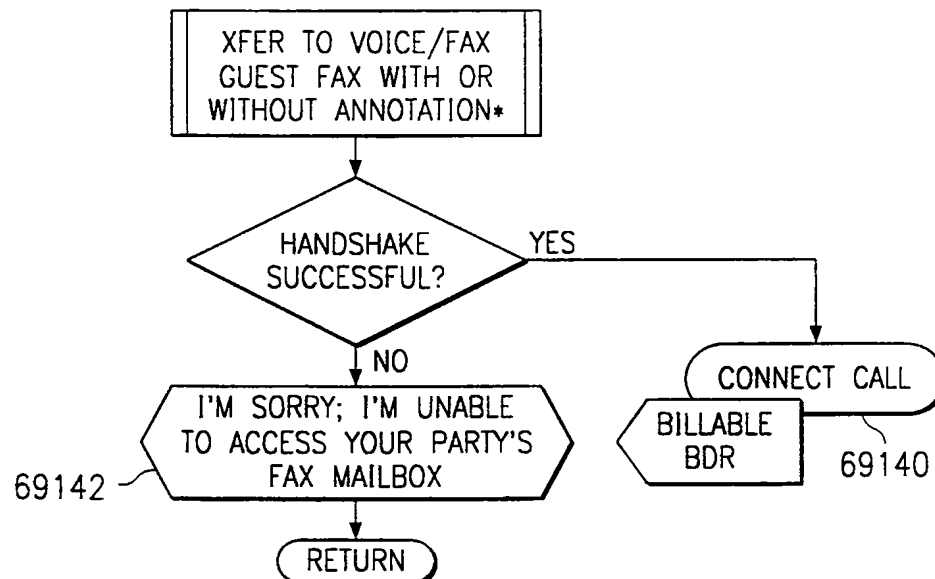 XFER TO VOICE/FAX
GUEST FAX WITH OR
WITHOUT ANNOTATION*
HANDSHAKE
SUCCESSFUL?
YES
NO
CONNECT CALL
BILLABLE
BDR
69140
I'M SORRY; I'M UNABLE
TO ACCESS YOUR PARTY'S
FAX MAILBOX
69142
RETURN